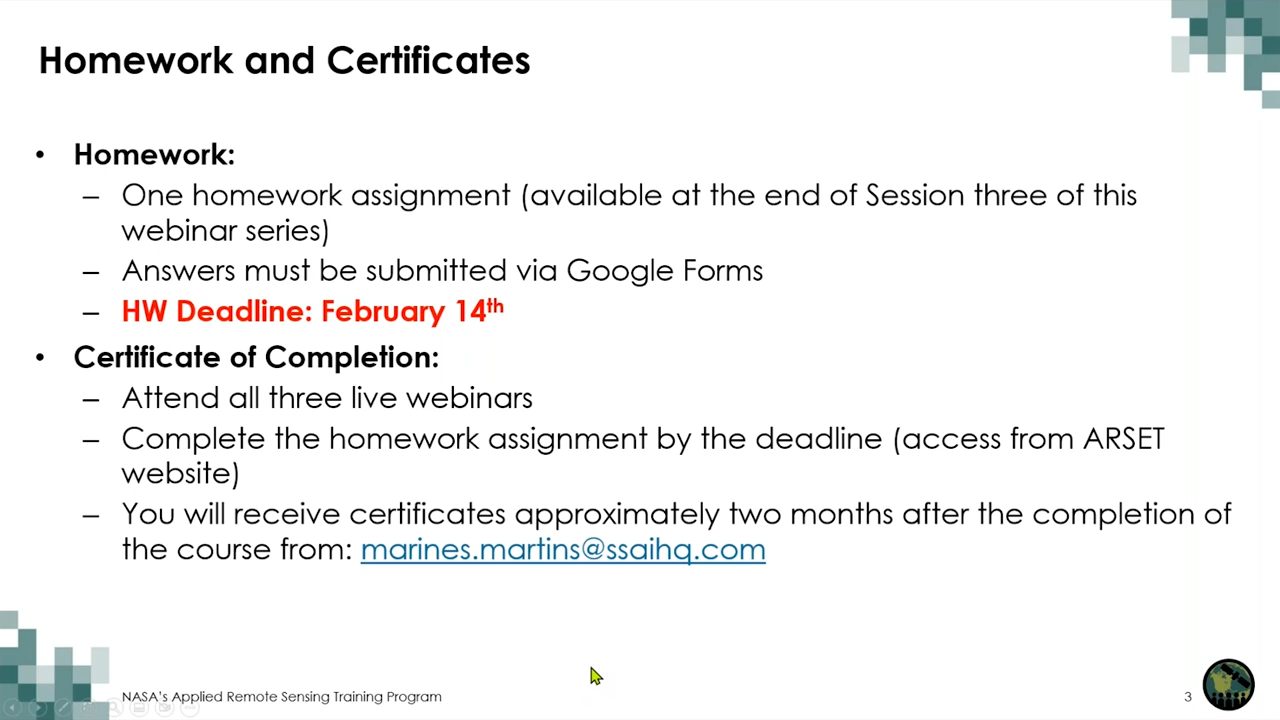 Homework and Certificates
• Homework:
– One homework assignment (available at the end of Session three of this
webinar series)
– Answers must be submitted via Google Forms
– HW Deadline: February 14th
• Certificate of Completion:
– Attend all three live webinars
– Complete the homework assignment by the deadline (access from ARSET
website)
– You will receive certificates approximately two months after the completion of
the course from: marines.martins@ssaihq.com
NASA's Applied Remote Sensing Training Program
3